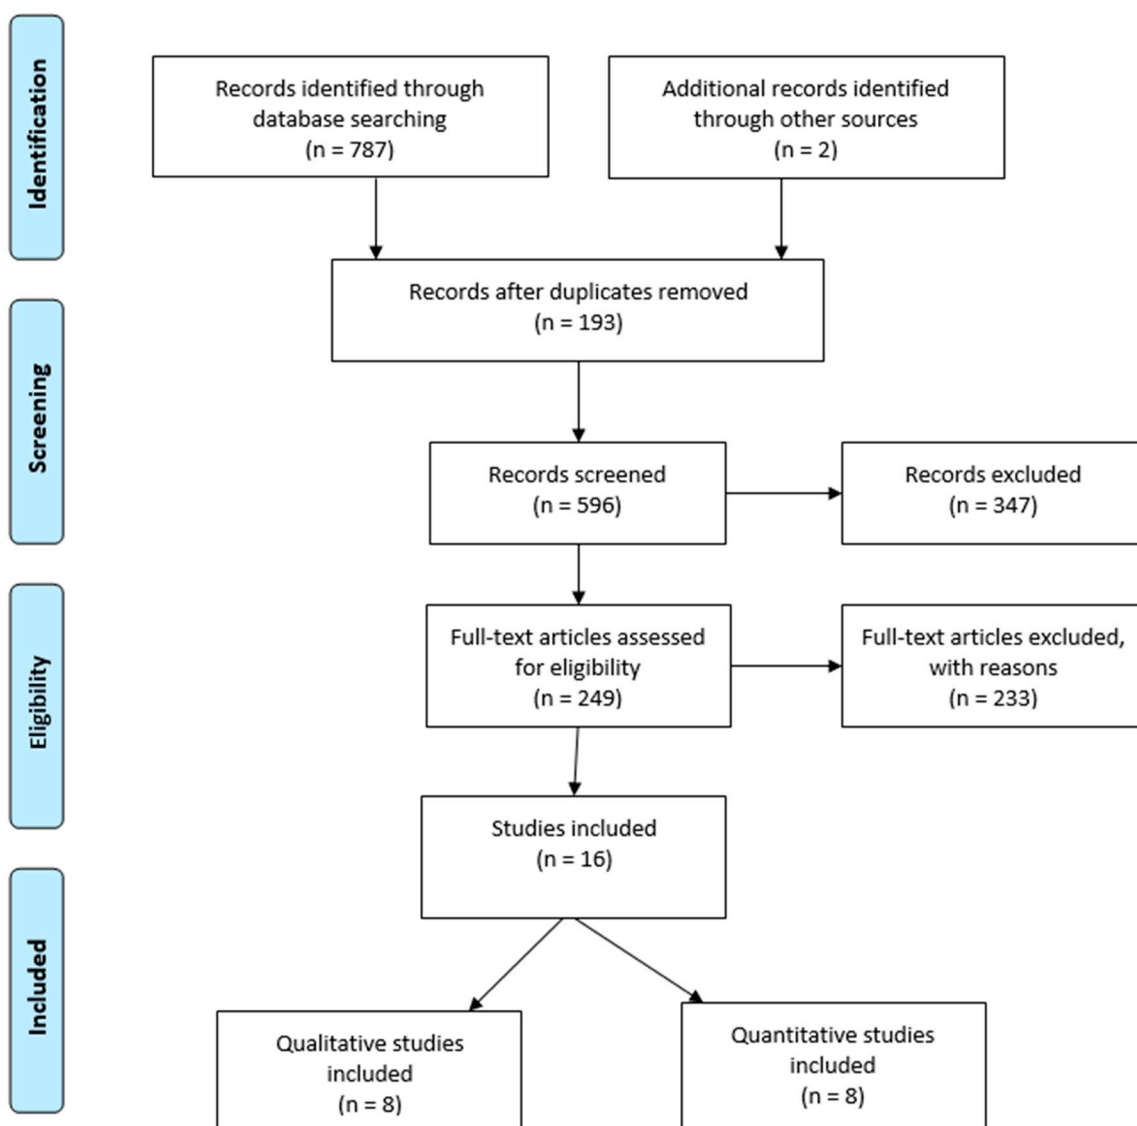 Identification
Records identified through
database searching
(n = 787)
Additional records identified
through other sources
(n = 2)
Records after duplicates removed
(n = 193)
Screening
Records screened
(n = 596)
Records excluded
(n = 347)
Eligibility
Full-text articles assessed
for eligibility
(n = 249)
Full-text articles excluded,
with reasons
(n = 233)
Studies included
(n = 16)
Included
Qualitative studies
included
(n = 8)
Quantitative studies
included
(n = 8)